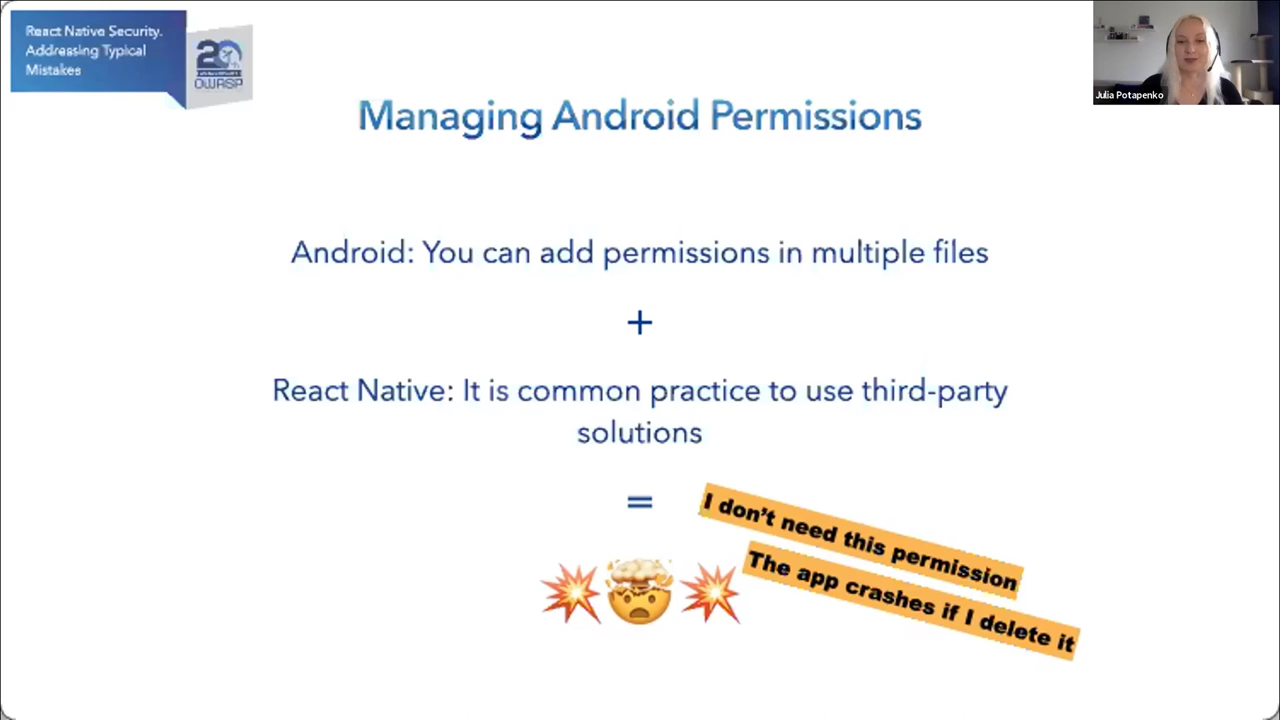 React Native Security.
Addressing Typical
Mistakes
20th
OWASP
Julia Potapenko
Managing Android Permissions
Android: You can add permissions in multiple files
+
React Native: It is common practice to use third-party
solutions
=
I don't need this permission
The app crashes if I delete it